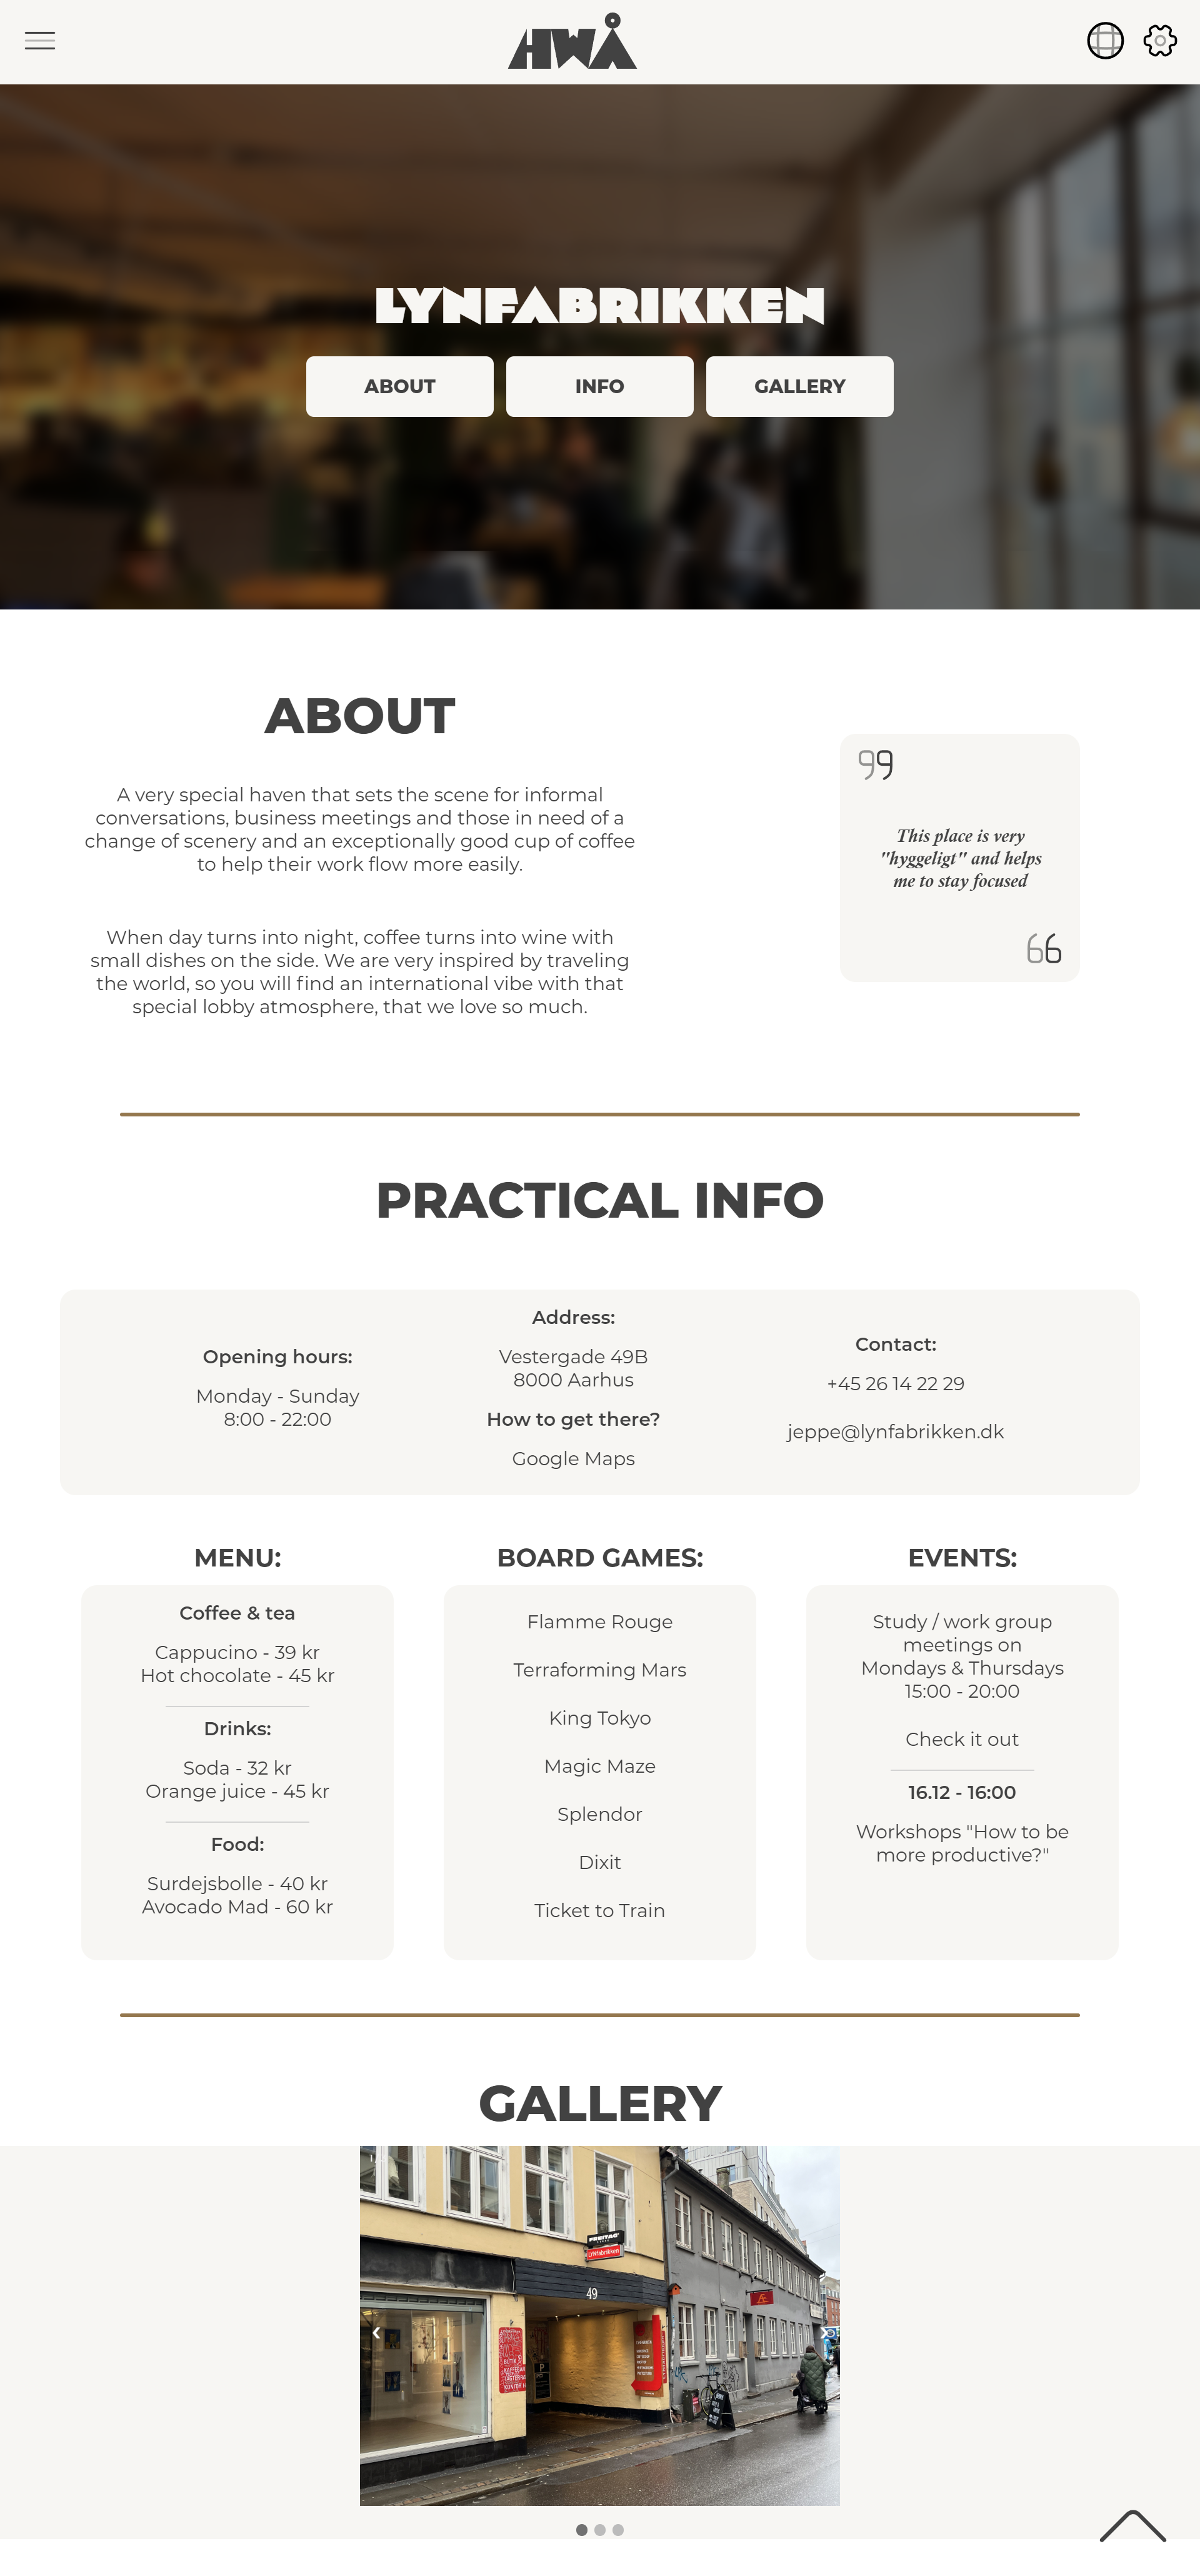 HWÅ
LYNFABRIKKEN
ABOUT
INFO
GALLERY
ABOUT
A very special haven that sets the scene for informal
conversations, business meetings and those in need of a
change of scenery and an exceptionally good cup of coffee
to help their work flow more easily.
When day turns into night, coffee turns into wine with
small dishes on the side. We are very inspired by traveling
the world, so you will find an international vibe with that
special lobby atmosphere, that we love so much.
This place is very
"hyggeligt" and helps
me to stay focused
PRACTICAL INFO
Opening hours:
Monday - Sunday
8:00 - 22:00
Address:
Vestergade 49B
8000 Aarhus
How to get there?
Google Maps
Contact:
+45 26 14 22 29
jeppe@lynfabrikken.dk
MENU:
Coffee & tea
Cappucino - 39 kr
Hot chocolate - 45 kr
Drinks:
Soda - 32 kr
Orange juice - 45 kr
Food:
Surdejsbolle - 40 kr
Avocado Mad - 60 kr
BOARD GAMES:
Flamme Rouge
Terraforming Mars
King Tokyo
Magic Maze
Splendor
Dixit
Ticket to Train
EVENTS:
Study / work group
meetings on
Mondays & Thursdays
15:00 - 20:00
Check it out
16.12 - 16:00
Workshops "How to be
more productive?"
GALLERY
FREITAG
LYNfabrikken
49
P
Æ